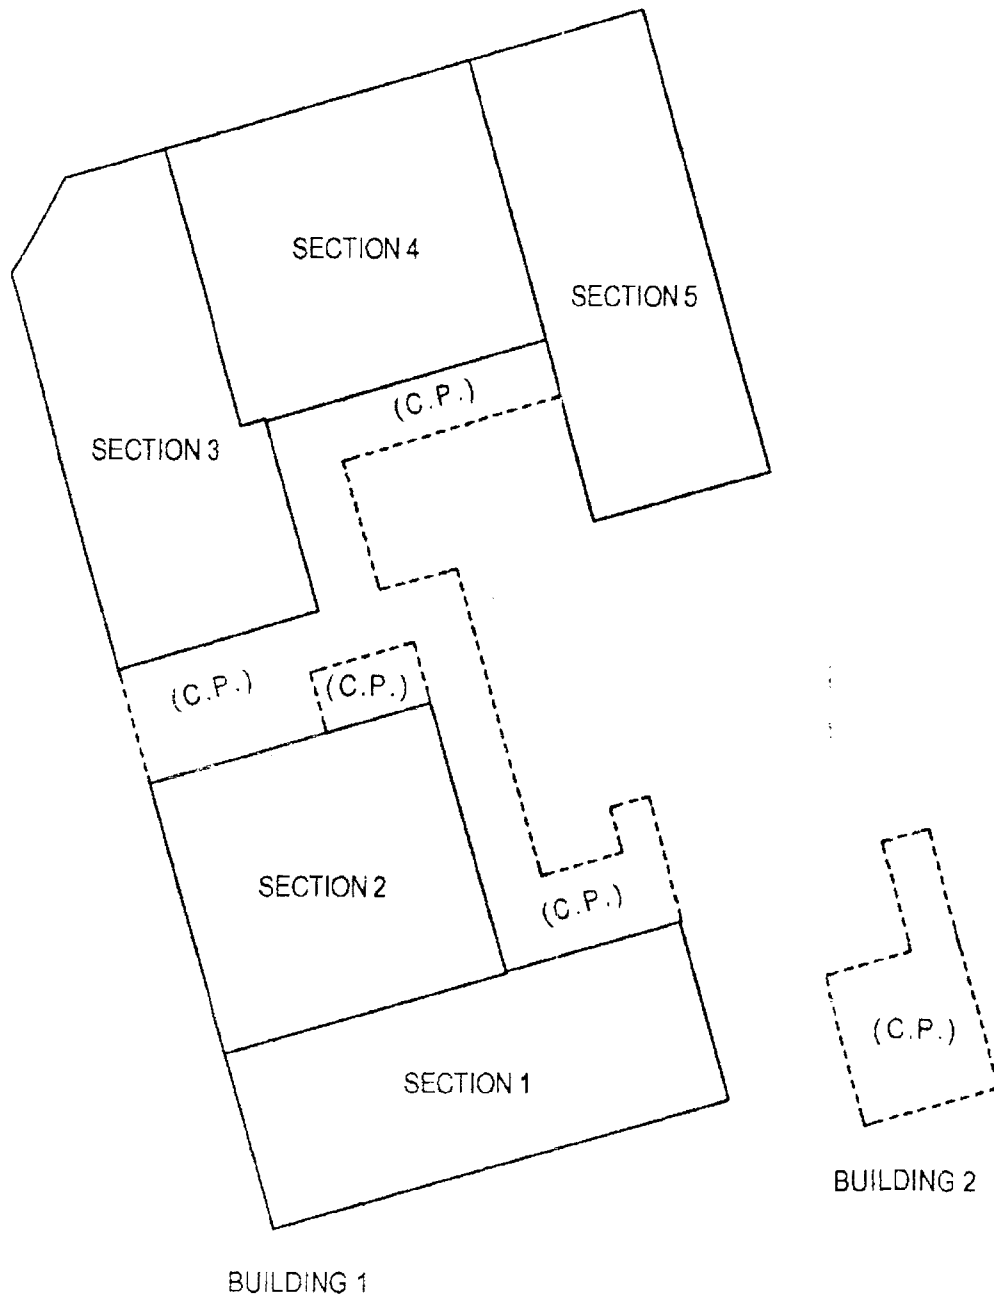 SECTION 4
SECTION 5
(C.P.)
SECTION 3
(C.P.)
(C.P.)
SECTION 2
(C.P.)
(C.P.)
SECTION 1
BUILDING 2
BUILDING 1